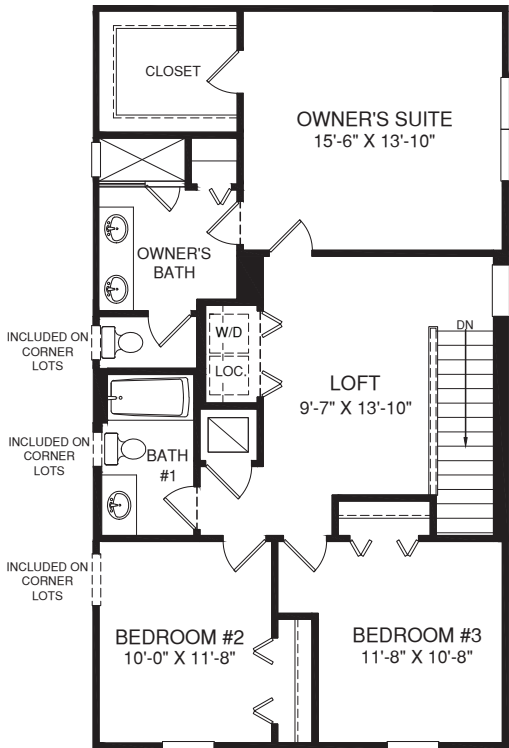 CLOSET
OWNER'S SUITE
15'-6" X 13'-10"
OWNER'S
BATH
INCLUDED ON
CORNER
LOTS
W/D
LOC.
DN
LOFT
9'-7" X 13'-10"
INCLUDED ON
CORNER
LOTS
BATH
#1
INCLUDED ON
CORNER
LOTS
BEDROOM #2
10'-0" X 11'-8"
BEDROOM #3
11'-8" X 10'-8"